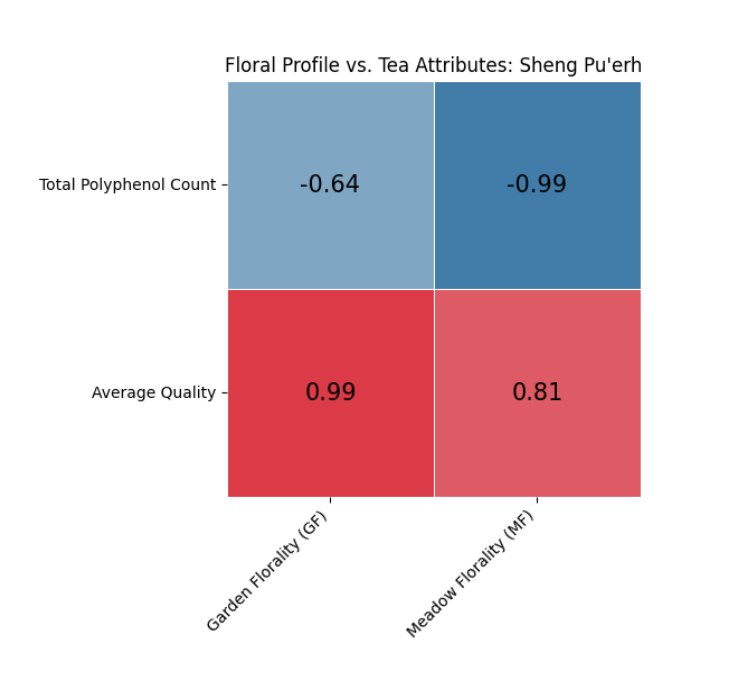 Floral Profile vs. Tea Attributes: Sheng Pu'erh
Total Polyphenol Count
-0.64
-0.99
Average Quality
0.99
0.81
Garden Florality (GF)
Meadow Florality (MF)